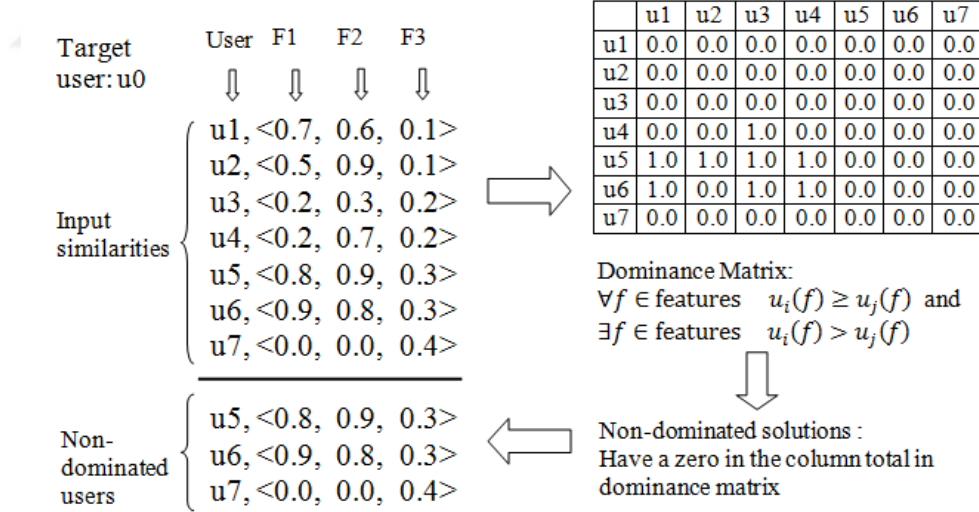 Target
user: u0
User F1 F2 F3
Input
similarities
u1, <0.7, 0.6, 0.1>
u2, <0.5, 0.9, 0.1>
u3, <0.2, 0.3, 0.2>
u4, <0.2, 0.7, 0.2>
u5, <0.8, 0.9, 0.3>
u6, <0.9, 0.8, 0.3>
u7, <0.0, 0.0, 0.4>
Non-
dominated
users
u5, <0.8, 0.9, 0.3>
u6, <0.9, 0.8, 0.3>
u7, <0.0, 0.0, 0.4>
u1 u2 u3 u4 u5 u6 u7
u1 0.0 0.0 0.0 0.0 0.0 0.0 0.0
u2 0.0 0.0 0.0 0.0 0.0 0.0 0.0
u3 0.0 0.0 0.0 0.0 0.0 0.0 0.0
u4 0.0 0.0 1.0 0.0 0.0 0.0 0.0
u5 1.0 1.0 1.0 1.0 0.0 0.0 0.0
u6 1.0 0.0 1.0 1.0 0.0 0.0 0.0
u7 0.0 0.0 0.0 0.0 0.0 0.0 0.0
Dominance Matrix:
∀f ∈ features u_i(f) ≥ u_j(f) and
∃f ∈ features u_i(f) > u_j(f)
Non-dominated solutions :
Have a zero in the column total in
dominance matrix